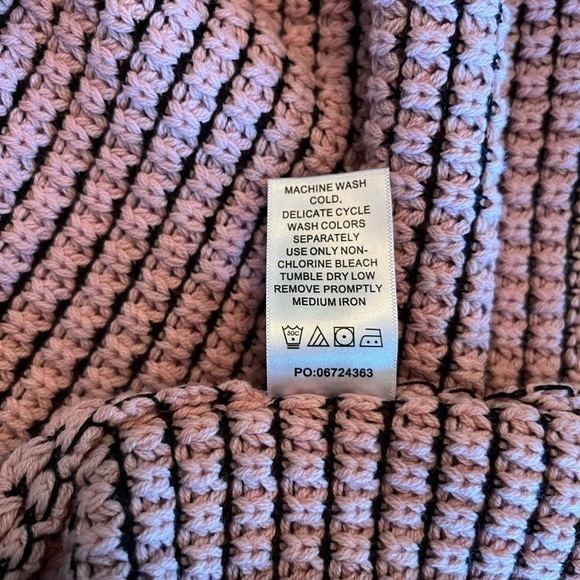 MACHINE WASH
COLD,
DELICATE CYCLE
WASH COLORS
SEPARATELY
USE ONLY NON-
CHLORINE BLEACH
TUMBLE DRY LOW
REMOVE PROMPTLY
MEDIUM IRON
30C
PO:06724363